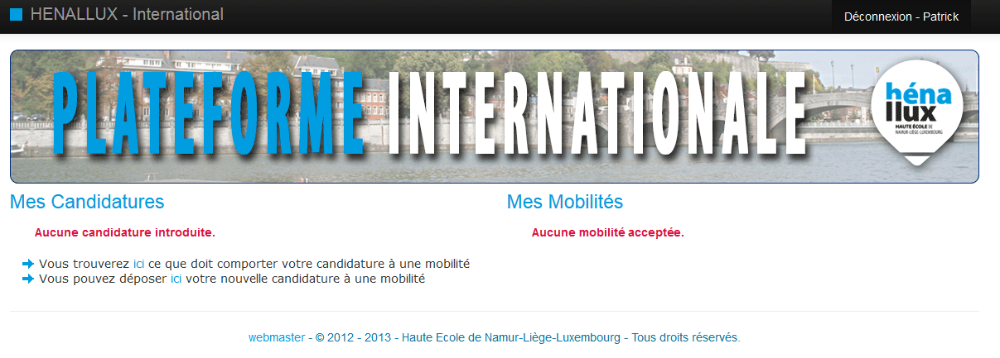 HENALLUX - International
Déconnexion - Patrick
PLATEFORME INTERNATIONALE
héna
llux
HAUTE ÉCOLE DE
NAMUR-LIÈGE-LUXEMBOURG
Mes Candidatures
Aucune candidature introduite.
Vous trouverez ici ce que doit comporter votre candidature à une mobilité
Vous pouvez déposer ici votre nouvelle candidature à une mobilité
Mes Mobilités
Aucune mobilité acceptée.
webmaster - © 2012 - 2013 - Haute Ecole de Namur-Liège-Luxembourg - Tous droits réservés.